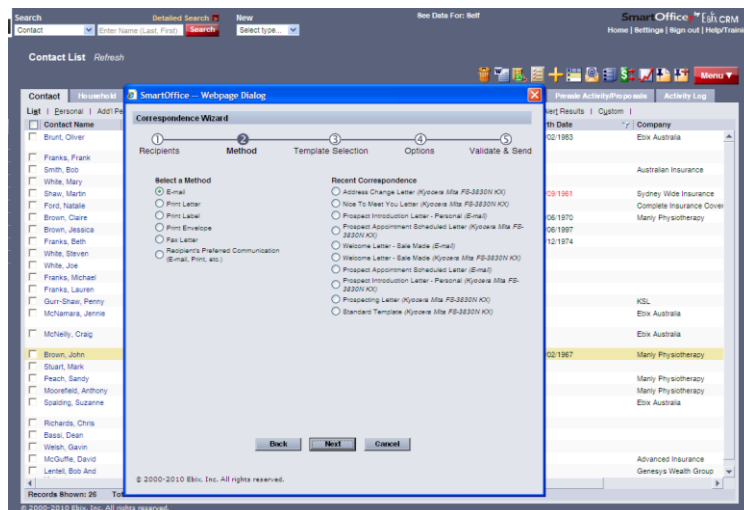 Search Detailed Search New See Data For: Self SmartOffice Ebix CRM
Contact Enter Name (Last, First) Search Select type... Home | Settings | Sign out | Help/Traini
Contact List Refresh
Menu
Contact Household SmartOffice -- Webpage Dialog Activity Log
List | Personal | Add'l Pe Results | Custom |
Contact Name th Date Company
Correspondence Wizard
1 2 3 4 5
Recipients Method Template Selection Options Validate & Send
Select a Method
E-mail
Print Letter
Print Label
Print Envelope
Fax Letter
Recipient's Preferred Communication
(E-mail, Print, etc.)
Recent Correspondence
Address Change Letter (Kyocera Mita FS-3830N KX)
Nice To Meet You Letter (Kyocera Mita FS-3830N KX)
Prospect Introduction Letter - Personal (E-mail)
Prospect Appointment Scheduled Letter (Kyocera Mita FS-
3830N KX)
Welcome Letter - Sale Made (E-mail)
Welcome Letter - Sale Made (Kyocera Mita FS-3830N KX)
Prospect Appointment Scheduled Letter (E-mail)
Prospect Introduction Letter - Personal (Kyocera Mita FS-
3830N KX)
Prospecting Letter (Kyocera Mita FS-3830N KX)
Standard Template (Kyocera Mita FS-3830N KX)
Back Next Cancel
© 2000-2010 Ebix, Inc. All rights reserved.
Brunt, Oliver 02/1983 Ebix Australia
Franks, Frank
Smith, Bob Australian Insurance
White, Mary
Shaw, Martin 09/1961 Sydney Wide Insurance
Ford, Natalie Complete Insurance Cover
Brown, Claire 06/1970 Manly Physiotherapy
Brown, Jessica 06/1997
Franks, Beth 12/1974
White, Steven
White, Joe
Franks, Michael
Franks, Lauren
Gurr-Shaw, Penny KSL
McNamara, Jennie Ebix Australia
McNeilly, Craig Ebix Australia
Brown, John 02/1967 Manly Physiotherapy
Stuart, Mark
Peach, Sandy Manly Physiotherapy
Moorefield, Anthony Manly Physiotherapy
Spalding, Suzanne Ebix Australia
Richards, Chris
Bassi, Dean
Welsh, Gavin
McGuffie, David Advanced Insurance
Lentell, Bob And Genesys Wealth Group
Records Shown: 26 Tot
© 2000-2010 Ebix, Inc. All rights reserved.